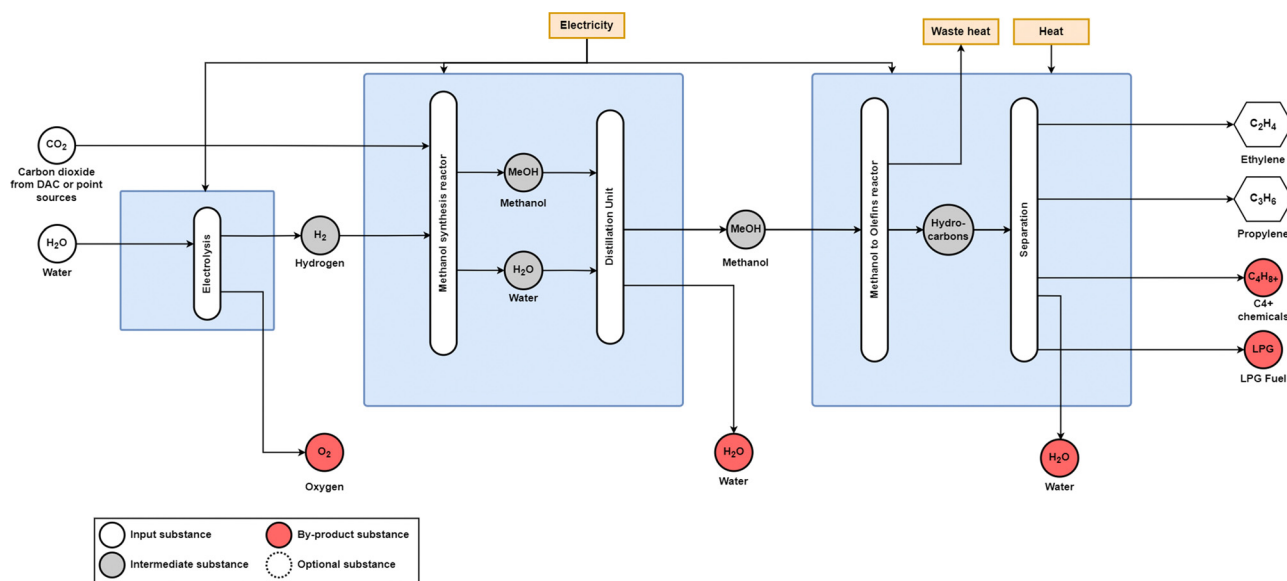 Electricity
Waste heat
Heat
CO2
Carbon dioxide
from DAC or point
sources
H2O
Water
Electrolysis
H2
Hydrogen
O2
Oxygen
Methanol synthesis reactor
MeOH
Methanol
H2O
Water
Distillation Unit
MeOH
Methanol
H2O
Water
Methanol to Olefins reactor
Hydro-
carbons
Separation
C2H4
Ethylene
C3H6
Propylene
C4H8+
C4+
chemicals
LPG
LPG Fuel
H2O
Water
Input substance
By-product substance
Intermediate substance
Optional substance